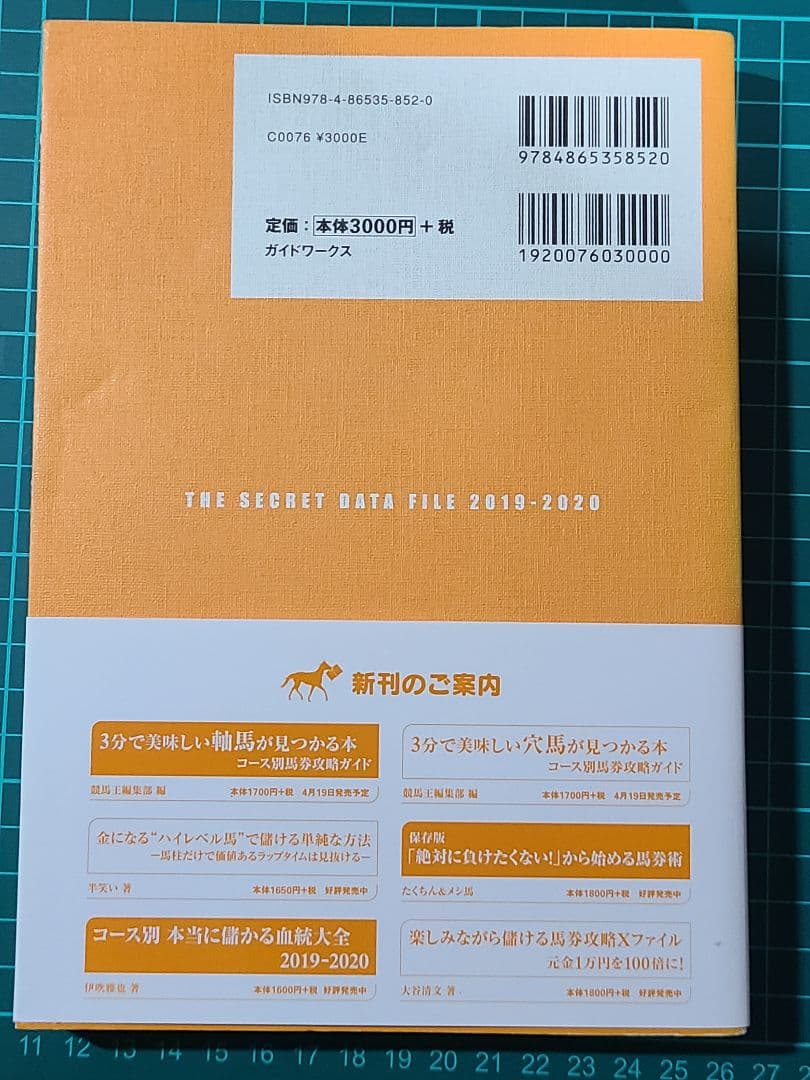 ISBN978-4-86535-852-0
C0076 ¥3000E
9784865358520
定価：本体3000円＋税
ガイドワークス
1920076030000
THE SECRET DATA FILE 2019-2020
新刊のご案内
3分で美味しい軸馬が見つかる本
コース別馬券攻略ガイド
競馬王編集部 編
本体1700円+税 4月19日発売予定
3分で美味しい穴馬が見つかる本
コース別馬券攻略ガイド
競馬王編集部 編
本体1700円+税 4月19日発売予定
金になる“ハイレベル馬”で儲ける単純な方法
ー馬柱だけで価値あるラップタイムは見抜けるー
半笑い 著
本体1650円+税 好評発売中
保存版
「絶対に負けたくない!」から始める馬券術
たくちん&メシ馬
本体1800円+税 好評発売中
コース別 本当に儲かる血統大全
2019-2020
伊吹雅也 著
本体1600円+税 好評発売中
楽しみながら儲ける馬券攻略Xファイル
元金1万円を100倍に!
大谷清文 著
本体1800円+税 好評発売中
11 12 13 14 15 16 17 18 19 20 21 22 23 24 25 26 27